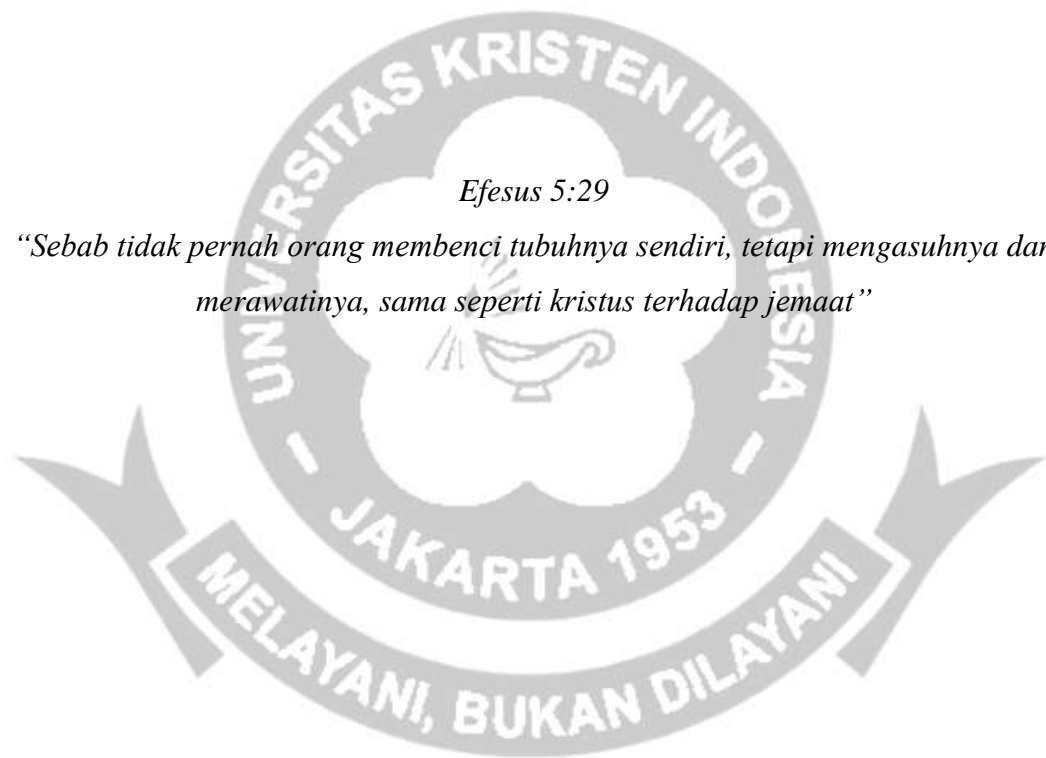 UNIVERSITAS KRISTEN INDONESIA
Efesus 5:29
“Sebab tidak pernah orang membenci tubuhnya sendiri, tetapi mengasuhnya dan
merawatinya, sama seperti kristus terhadap jemaat”
- JAKARTA 1953 -
MELAYANI, BUKAN DILAYANI